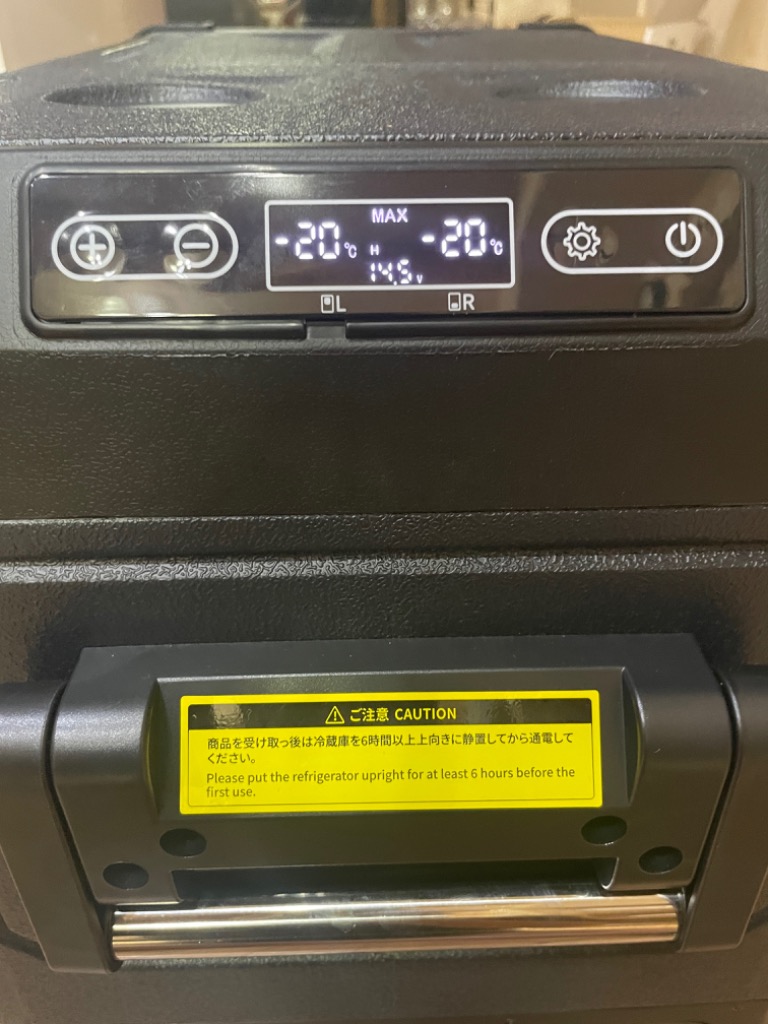 MAX
-20℃ H -20℃
14.5V
L R
ご注意 CAUTION
商品を受け取っ後は冷蔵庫を6時間以上上向きに静置してから通電して
ください。
Please put the refrigerator upright for at least 6 hours before the
first use.